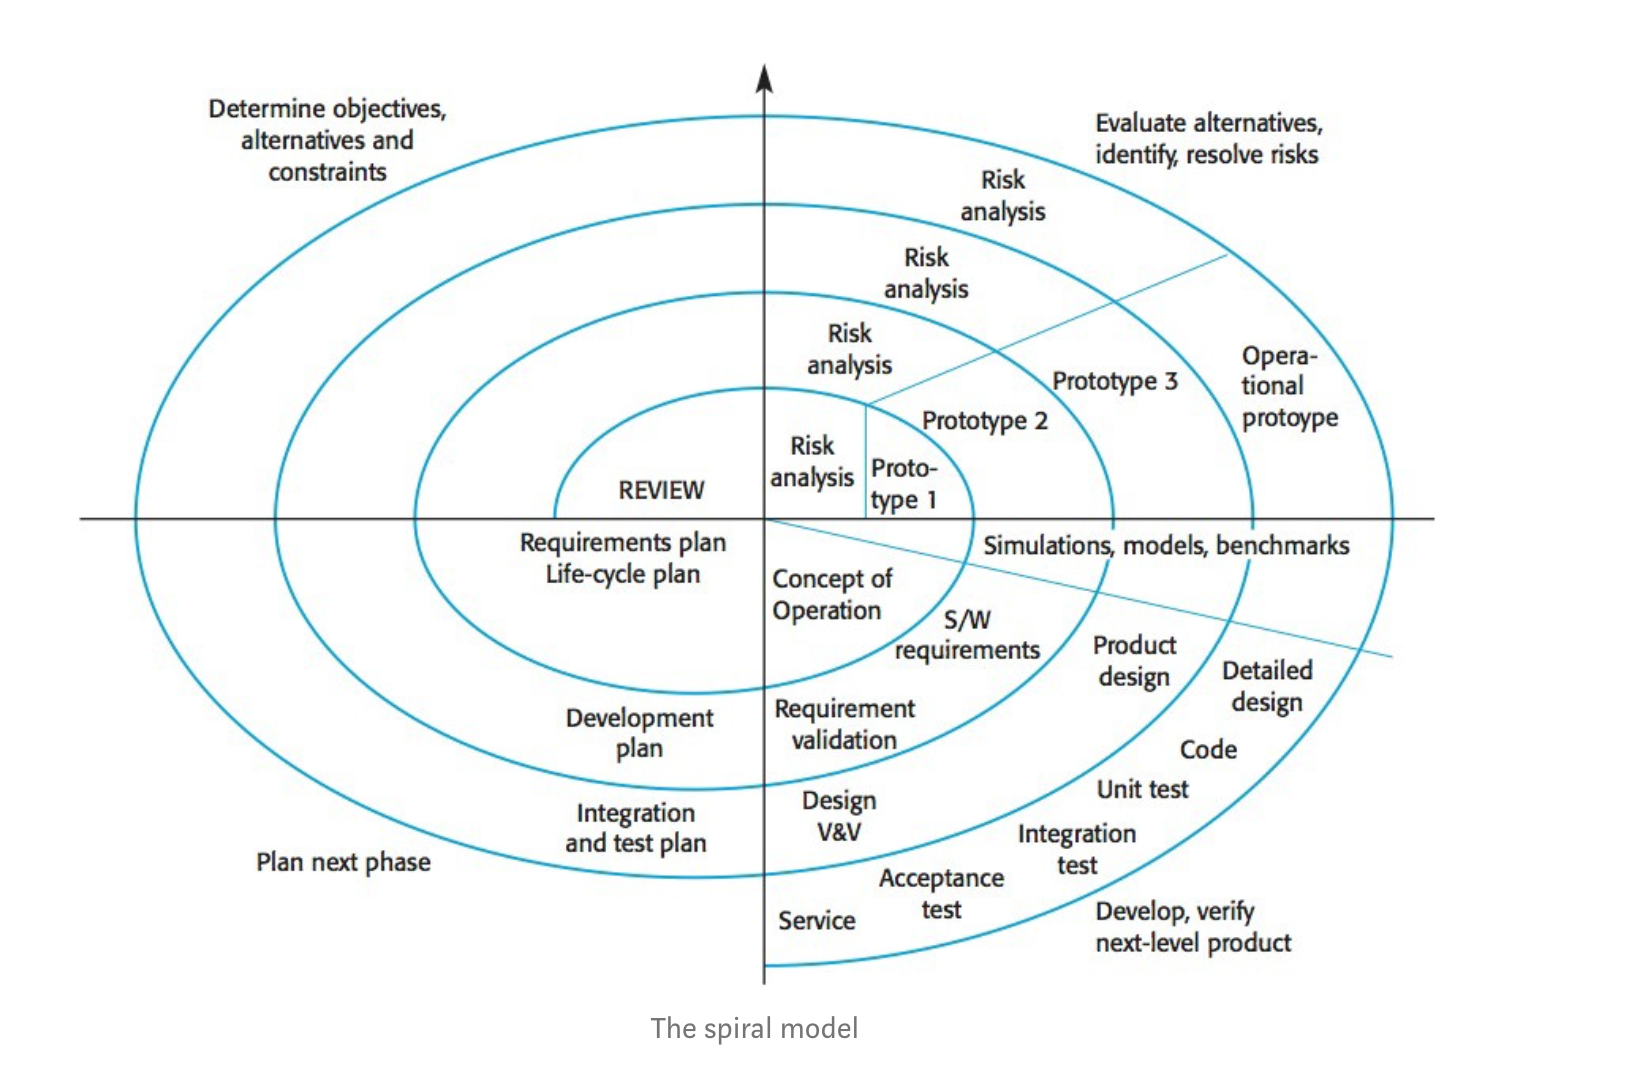 Determine objectives,
alternatives and
constraints
Evaluate alternatives,
identify, resolve risks
Risk
analysis
Risk
analysis
Risk
analysis
Risk
analysis
Proto-
type 1
Prototype 2
Prototype 3
Opera-
tional
protoype
REVIEW
Requirements plan
Life-cycle plan
Simulations, models, benchmarks
Concept of
Operation
S/W
requirements
Product
design
Detailed
design
Development
plan
Requirement
validation
Code
Unit test
Integration
and test plan
Design
V&V
Integration
test
Plan next phase
Acceptance
test
Service
Develop, verify
next-level product
The spiral model